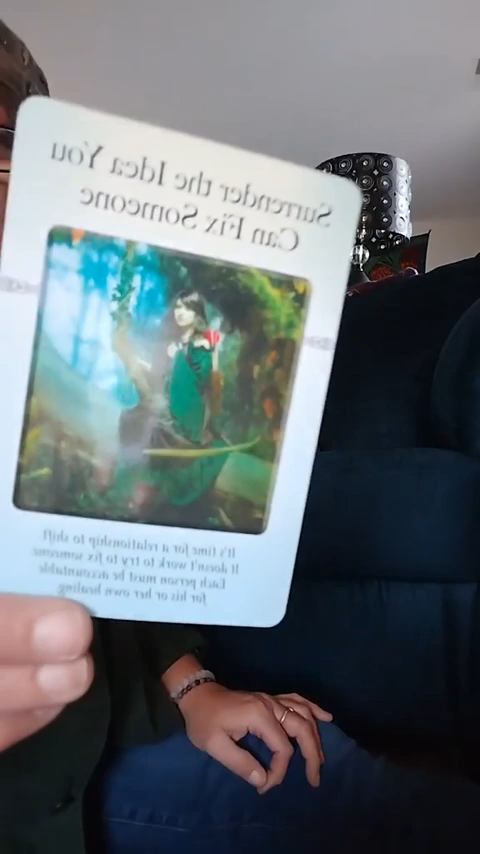 Surrender the Idea You
Can Fix Someone
It's time for a relationship to shift.
It doesn't work to try to fix someone.
Each person must be accountable
for his or her own healing.